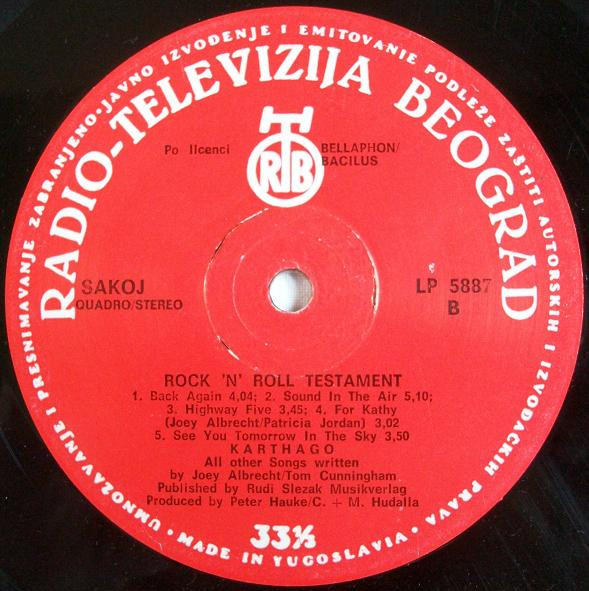 UMNOŽAVANJE I PRESNIMAVANJE ZABRANJENO • JAVNO IZVOĐENJE I EMITOVANJE PODLEŽE ZAŠTITI AUTORSKIH I IZVOĐAČKIH PRAVA •
RADIO-TELEVIZIJA BEOGRAD
Po licenci
RTB
BELLAPHON/
BACILUS
SAKOJ
QUADRO/STEREO
LP 5887
B
ROCK 'N' ROLL TESTAMENT
1. Back Again 4,04; 2. Sound In The Air 5,10;
3. Highway Five 3,45; 4. For Kathy
(Joey Albrecht/Patricia Jordan) 3,02
5. See You Tomorrow In The Sky 3,50
KARTHAGO
All other Songs written
by Joey Albrecht/Tom Cunningham
Published by Rudi Slezak Musikverlag
Produced by Peter Hauke/C. + M. Hudalla
33⅓
• MADE IN YUGOSLAVIA •